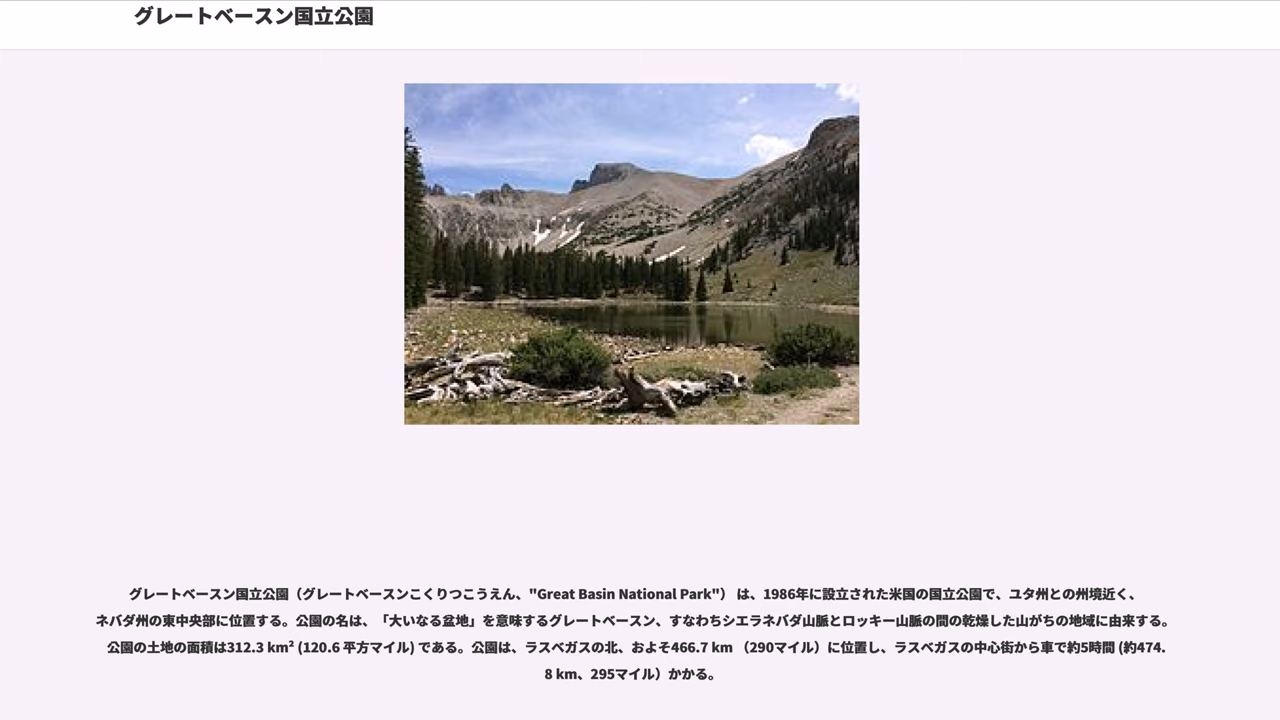 グレートベースン国立公園
グレートベースン国立公園（グレートベースンこくりつこうえん、"Great Basin National Park"） は、1986年に設立された米国の国立公園で、ユタ州との州境近く、
ネバダ州の東中央部に位置する。公園の名は、「大いなる盆地」を意味するグレートベースン、すなわちシエラネバダ山脈とロッキー山脈の間の乾燥した山がちの地域に由来する。
公園の土地の面積は312.3 km² (120.6 平方マイル) である。公園は、ラスベガスの北、およそ466.7 km （290マイル）に位置し、ラスベガスの中心街から車で約5時間 (約474.
8 km、295マイル）かかる。